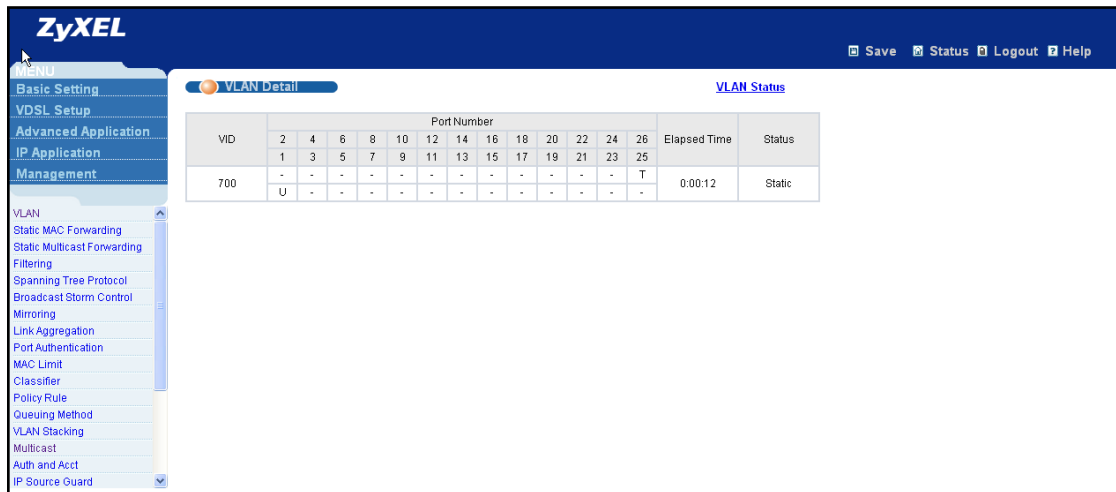 ZyXEL
Save Status Logout Help
MENU
Basic Setting
VDSL Setup
Advanced Application
IP Application
Management
VLAN Detail VLAN Status
VID Port Number Elapsed Time Status
2 4 6 8 10 12 14 16 18 20 22 24 26
1 3 5 7 9 11 13 15 17 19 21 23 25
700 - - - - - - - - - - - - T 0:00:12 Static
U - - - - - - - - - - - -
VLAN
Static MAC Forwarding
Static Multicast Forwarding
Filtering
Spanning Tree Protocol
Broadcast Storm Control
Mirroring
Link Aggregation
Port Authentication
MAC Limit
Classifier
Policy Rule
Queuing Method
VLAN Stacking
Multicast
Auth and Acct
IP Source Guard